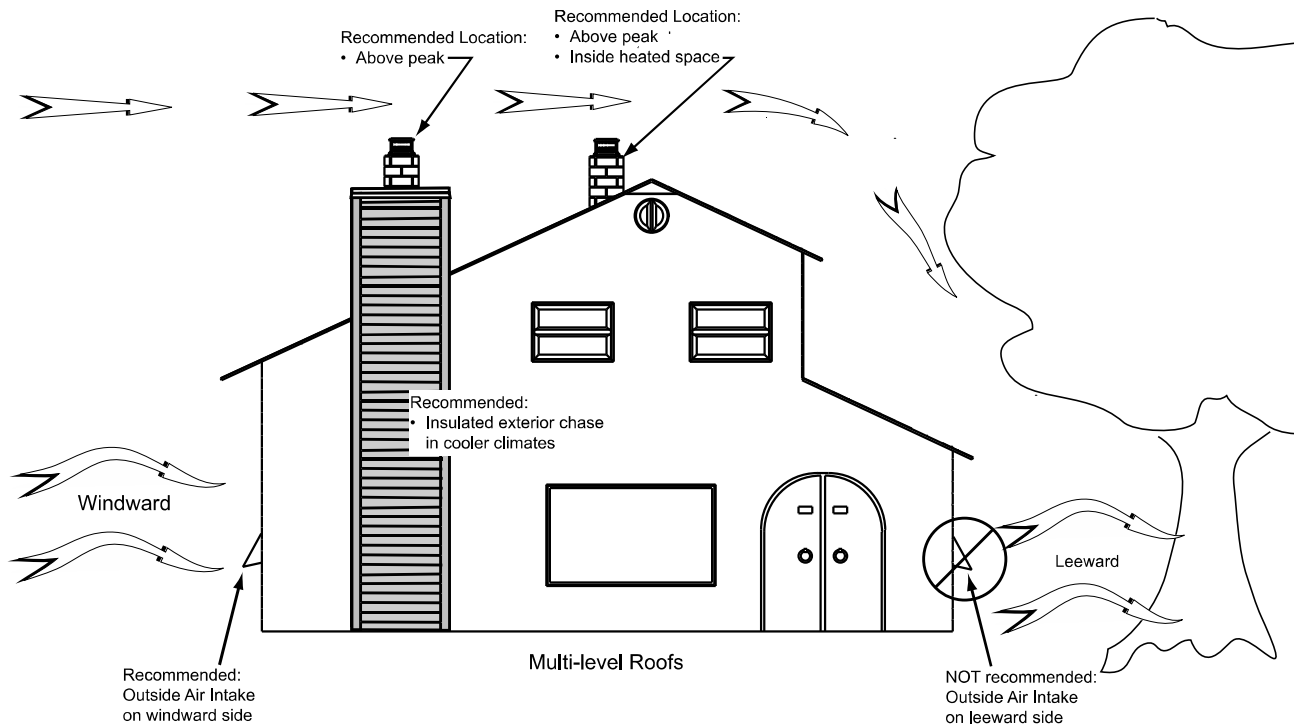 Recommended Location:
• Above peak
Recommended Location:
• Above peak
• Inside heated space
Recommended:
• Insulated exterior chase
in cooler climates
Windward
Leeward
Multi-level Roofs
Recommended:
Outside Air Intake
on windward side
NOT recommended:
Outside Air Intake
on leeward side